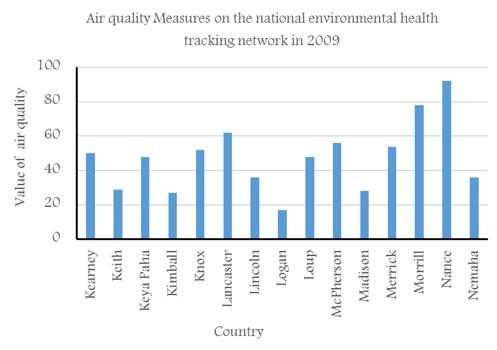 Air quality Measures on the national environmental health
tracking network in 2009
Value of air quality
100
80
60
40
20
0
Kearney
Keith
Keya Paha
Kimball
Knox
Lancaster
Lincoln
Logan
Loup
McPherson
Madison
Merrick
Morrill
Nance
Nemaha
Country